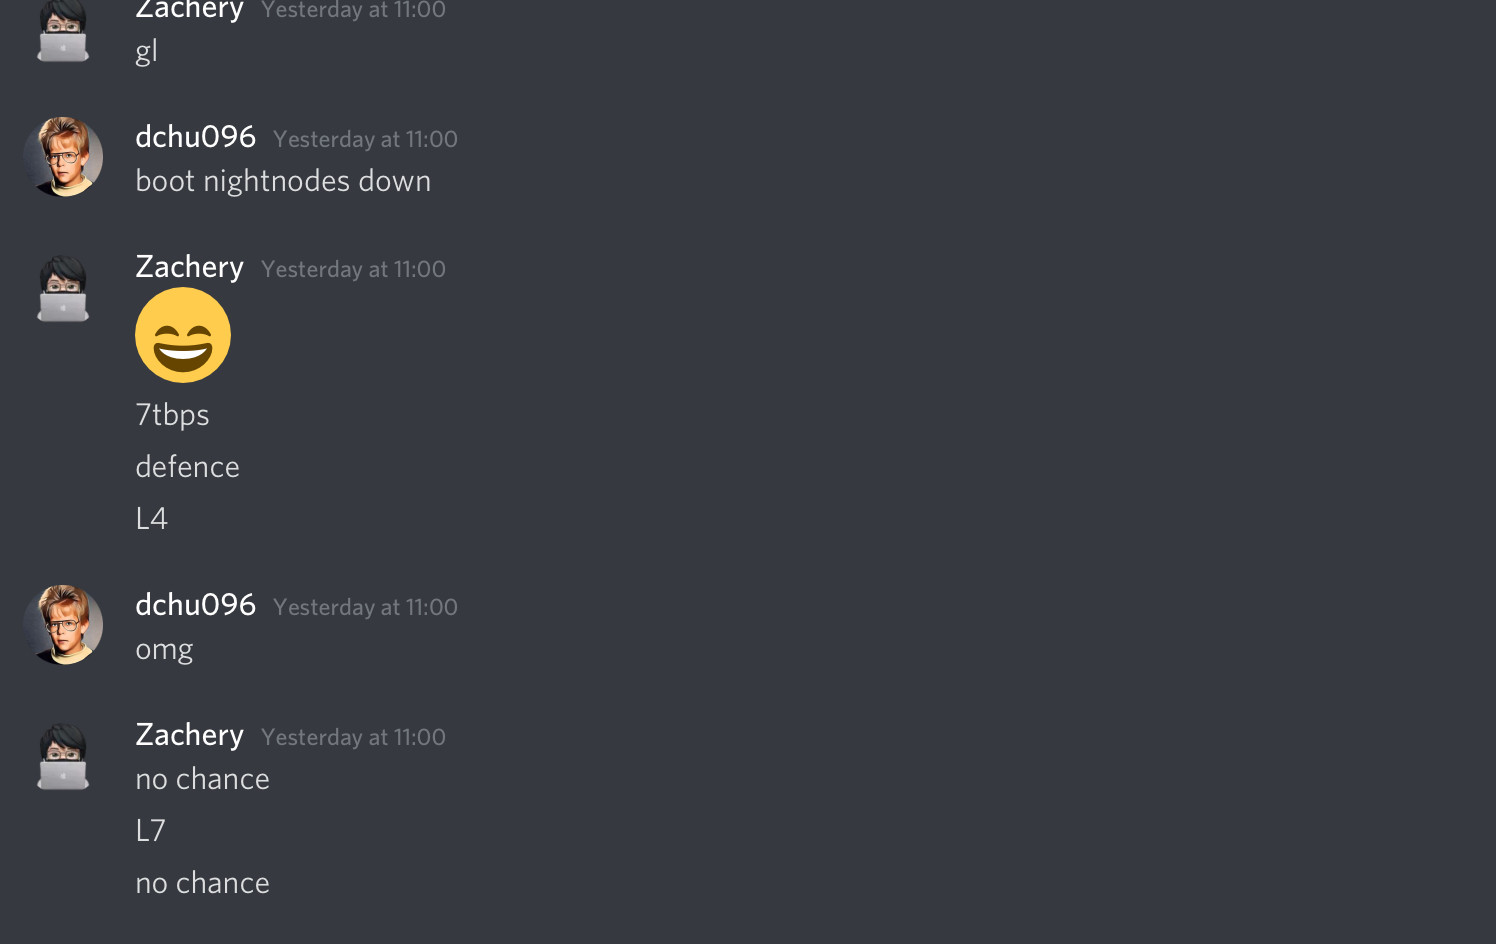 Zachery Yesterday at 11:00
gl
dchu096 Yesterday at 11:00
boot nightnodes down
Zachery Yesterday at 11:00
7tbps
defence
L4
dchu096 Yesterday at 11:00
omg
Zachery Yesterday at 11:00
no chance
L7
no chance